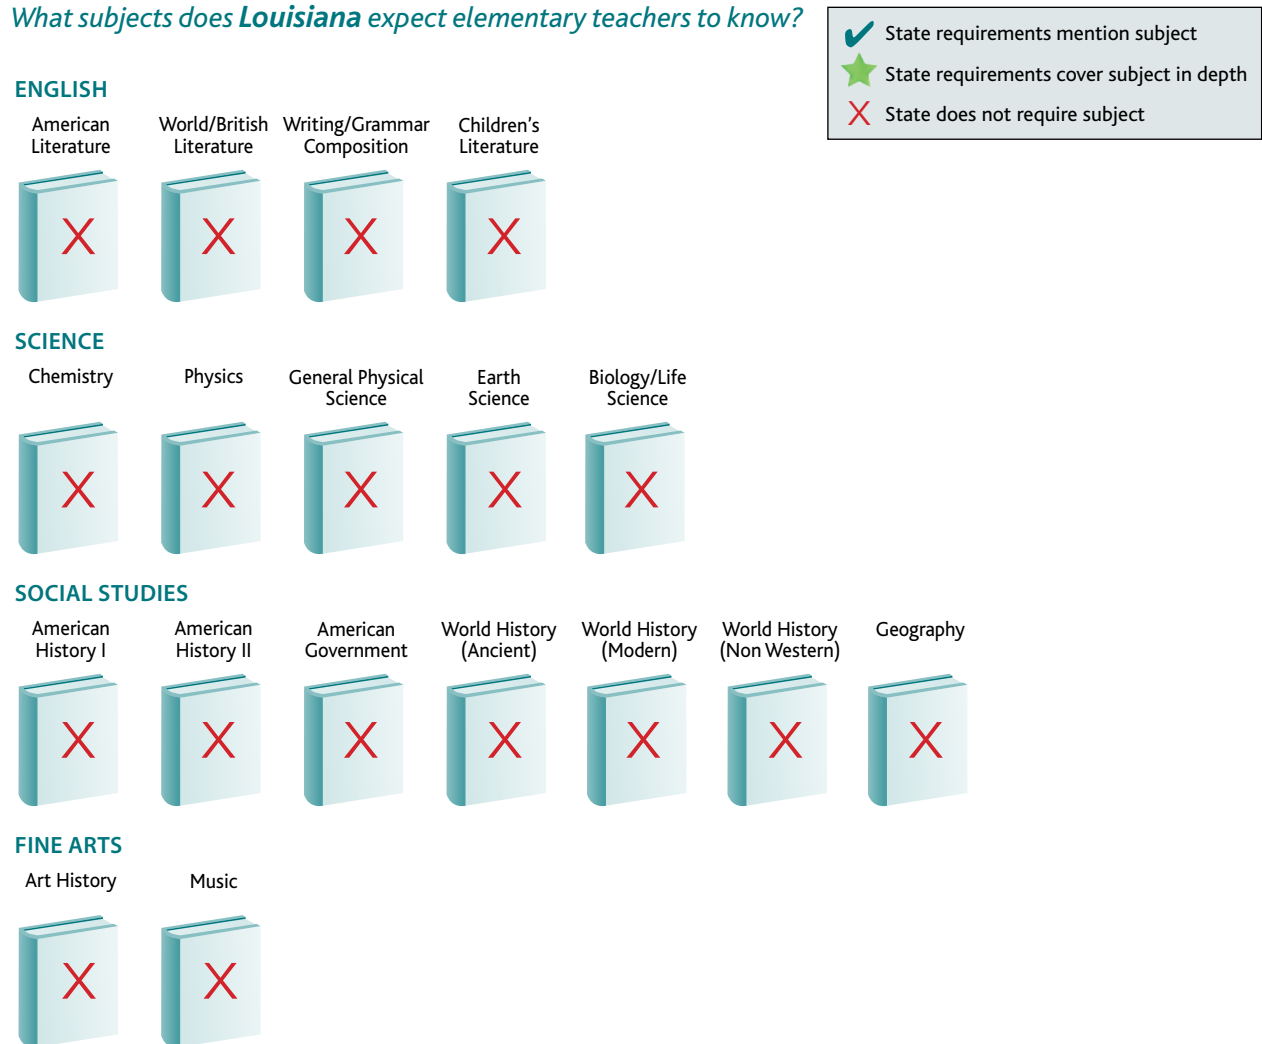 What subjects does Louisiana expect elementary teachers to know?
State requirements mention subject
State requirements cover subject in depth
State does not require subject
ENGLISH
American
Literature
World/British
Literature
Writing/Grammar
Composition
Children's
Literature
X X X X
SCIENCE
Chemistry
Physics
General Physical
Science
Earth
Science
Biology/Life
Science
X X X X X
SOCIAL STUDIES
American
History I
American
History II
American
Government
World History
(Ancient)
World History
(Modern)
World History
(Non Western)
Geography
X X X X X X X
FINE ARTS
Art History
Music
X X